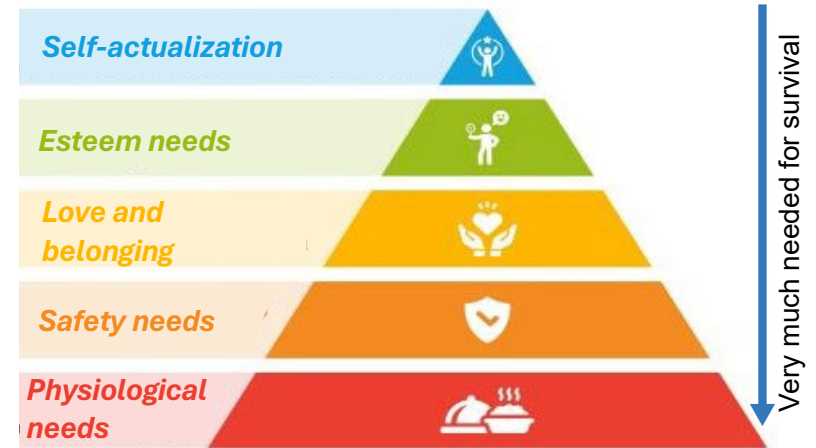 Self-actualization
Esteem needs
Love and
belonging
Safety needs
Physiological
needs
Very much needed for survival